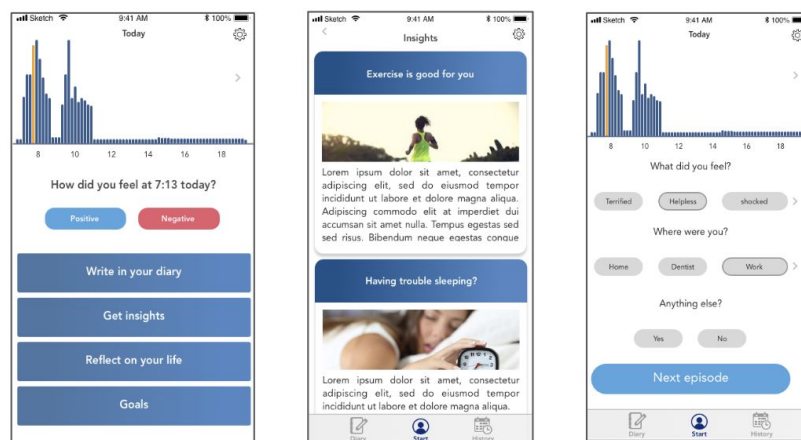 Sketch 9:41 AM 100%
Today
8 10 12 14 16 18
How did you feel at 7:13 today?
Positive Negative
Write in your diary
Get insights
Reflect on your life
Goals
Sketch 9:41 AM 100%
Insights
Exercise is good for you
Lorem ipsum dolor sit amet, consectetur
adipiscing elit, sed do eiusmod tempor
incididunt ut labore et dolore magna aliqua.
Adipiscing commodo elit at imperdiet dui
accumsan sit amet nulla. Tempus egestas sed
sed risus. Bibendum neque egestas congue
Having trouble sleeping?
Lorem ipsum dolor sit amet, consectetur
adipiscing elit, sed do eiusmod tempor
incididunt ut labore et dolore magna aliqua.
Diary Start History
Sketch 9:41 AM 100%
Today
8 10 12 14 16 18
What did you feel?
Terrified Helpless shocked
Where were you?
Home Dentist Work
Anything else?
Yes No
Next episode
Diary Start History